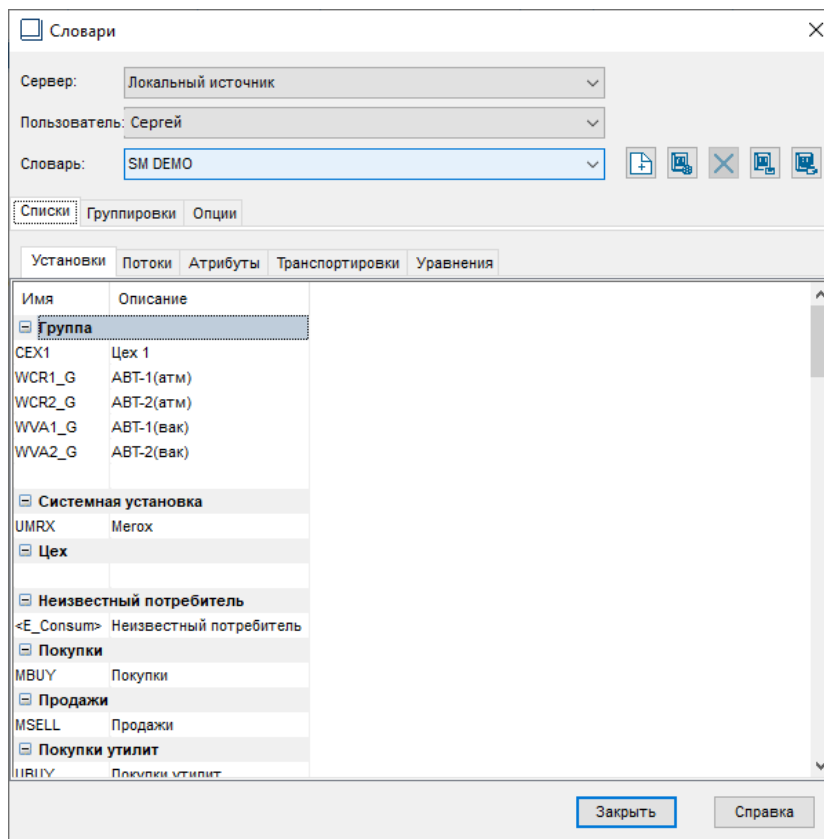 Словари
Сервер: Локальный источник
Пользователь: Сергей
Словарь: SM DEMO
Списки Группировки Опции
Установки Потоки Атрибуты Транспортировки Уравнения
Имя Описание
Группа
CEX1 Цех 1
WCR1_G АВТ-1(атм)
WCR2_G АВТ-2(атм)
WVA1_G АВТ-1(вак)
WVA2_G АВТ-2(вак)
Системная установка
UMRX Merox
Цех
Неизвестный потребитель
<E_Consum> Неизвестный потребитель
Покупки
MBUY Покупки
Продажи
MSELL Продажи
Покупки утилит
UBUY Покупки утилит
Закрыть Справка